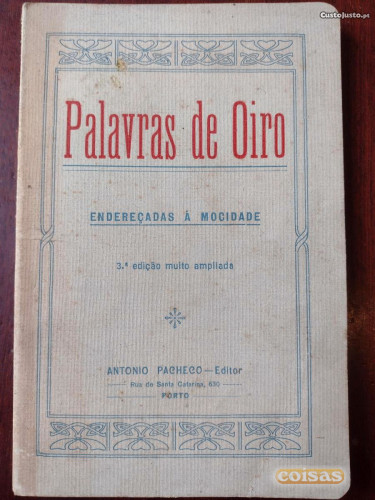 CustoJusto.pt
Palavras de Oiro
ENDEREÇADAS Á MOCIDADE
3.ª edição muito ampliada
ANTONIO PACHECO—Editor
Rua de Santa Catarina, 630
PORTO
coisas